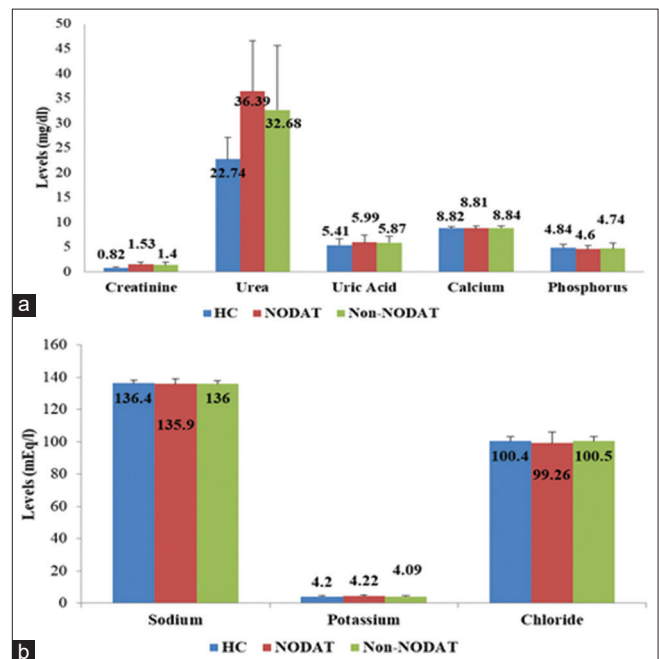 50
45
40
35
30
25
20
15
10
5
0
Levels (mg/dl)
0.82 1.53 1.4
22.74 36.39 32.68
5.41 5.99 5.87
8.82 8.81 8.84
4.84 4.6 4.74
Creatinine Urea Uric Acid Calcium Phosphorus
HC NODAT Non-NODAT
a
160
140
120
100
80
60
40
20
0
Levels (mEq/l)
136.4 135.9 136
4.2 4.22 4.09
100.4 99.26 100.5
Sodium Potassium Chloride
HC NODAT Non-NODAT
b